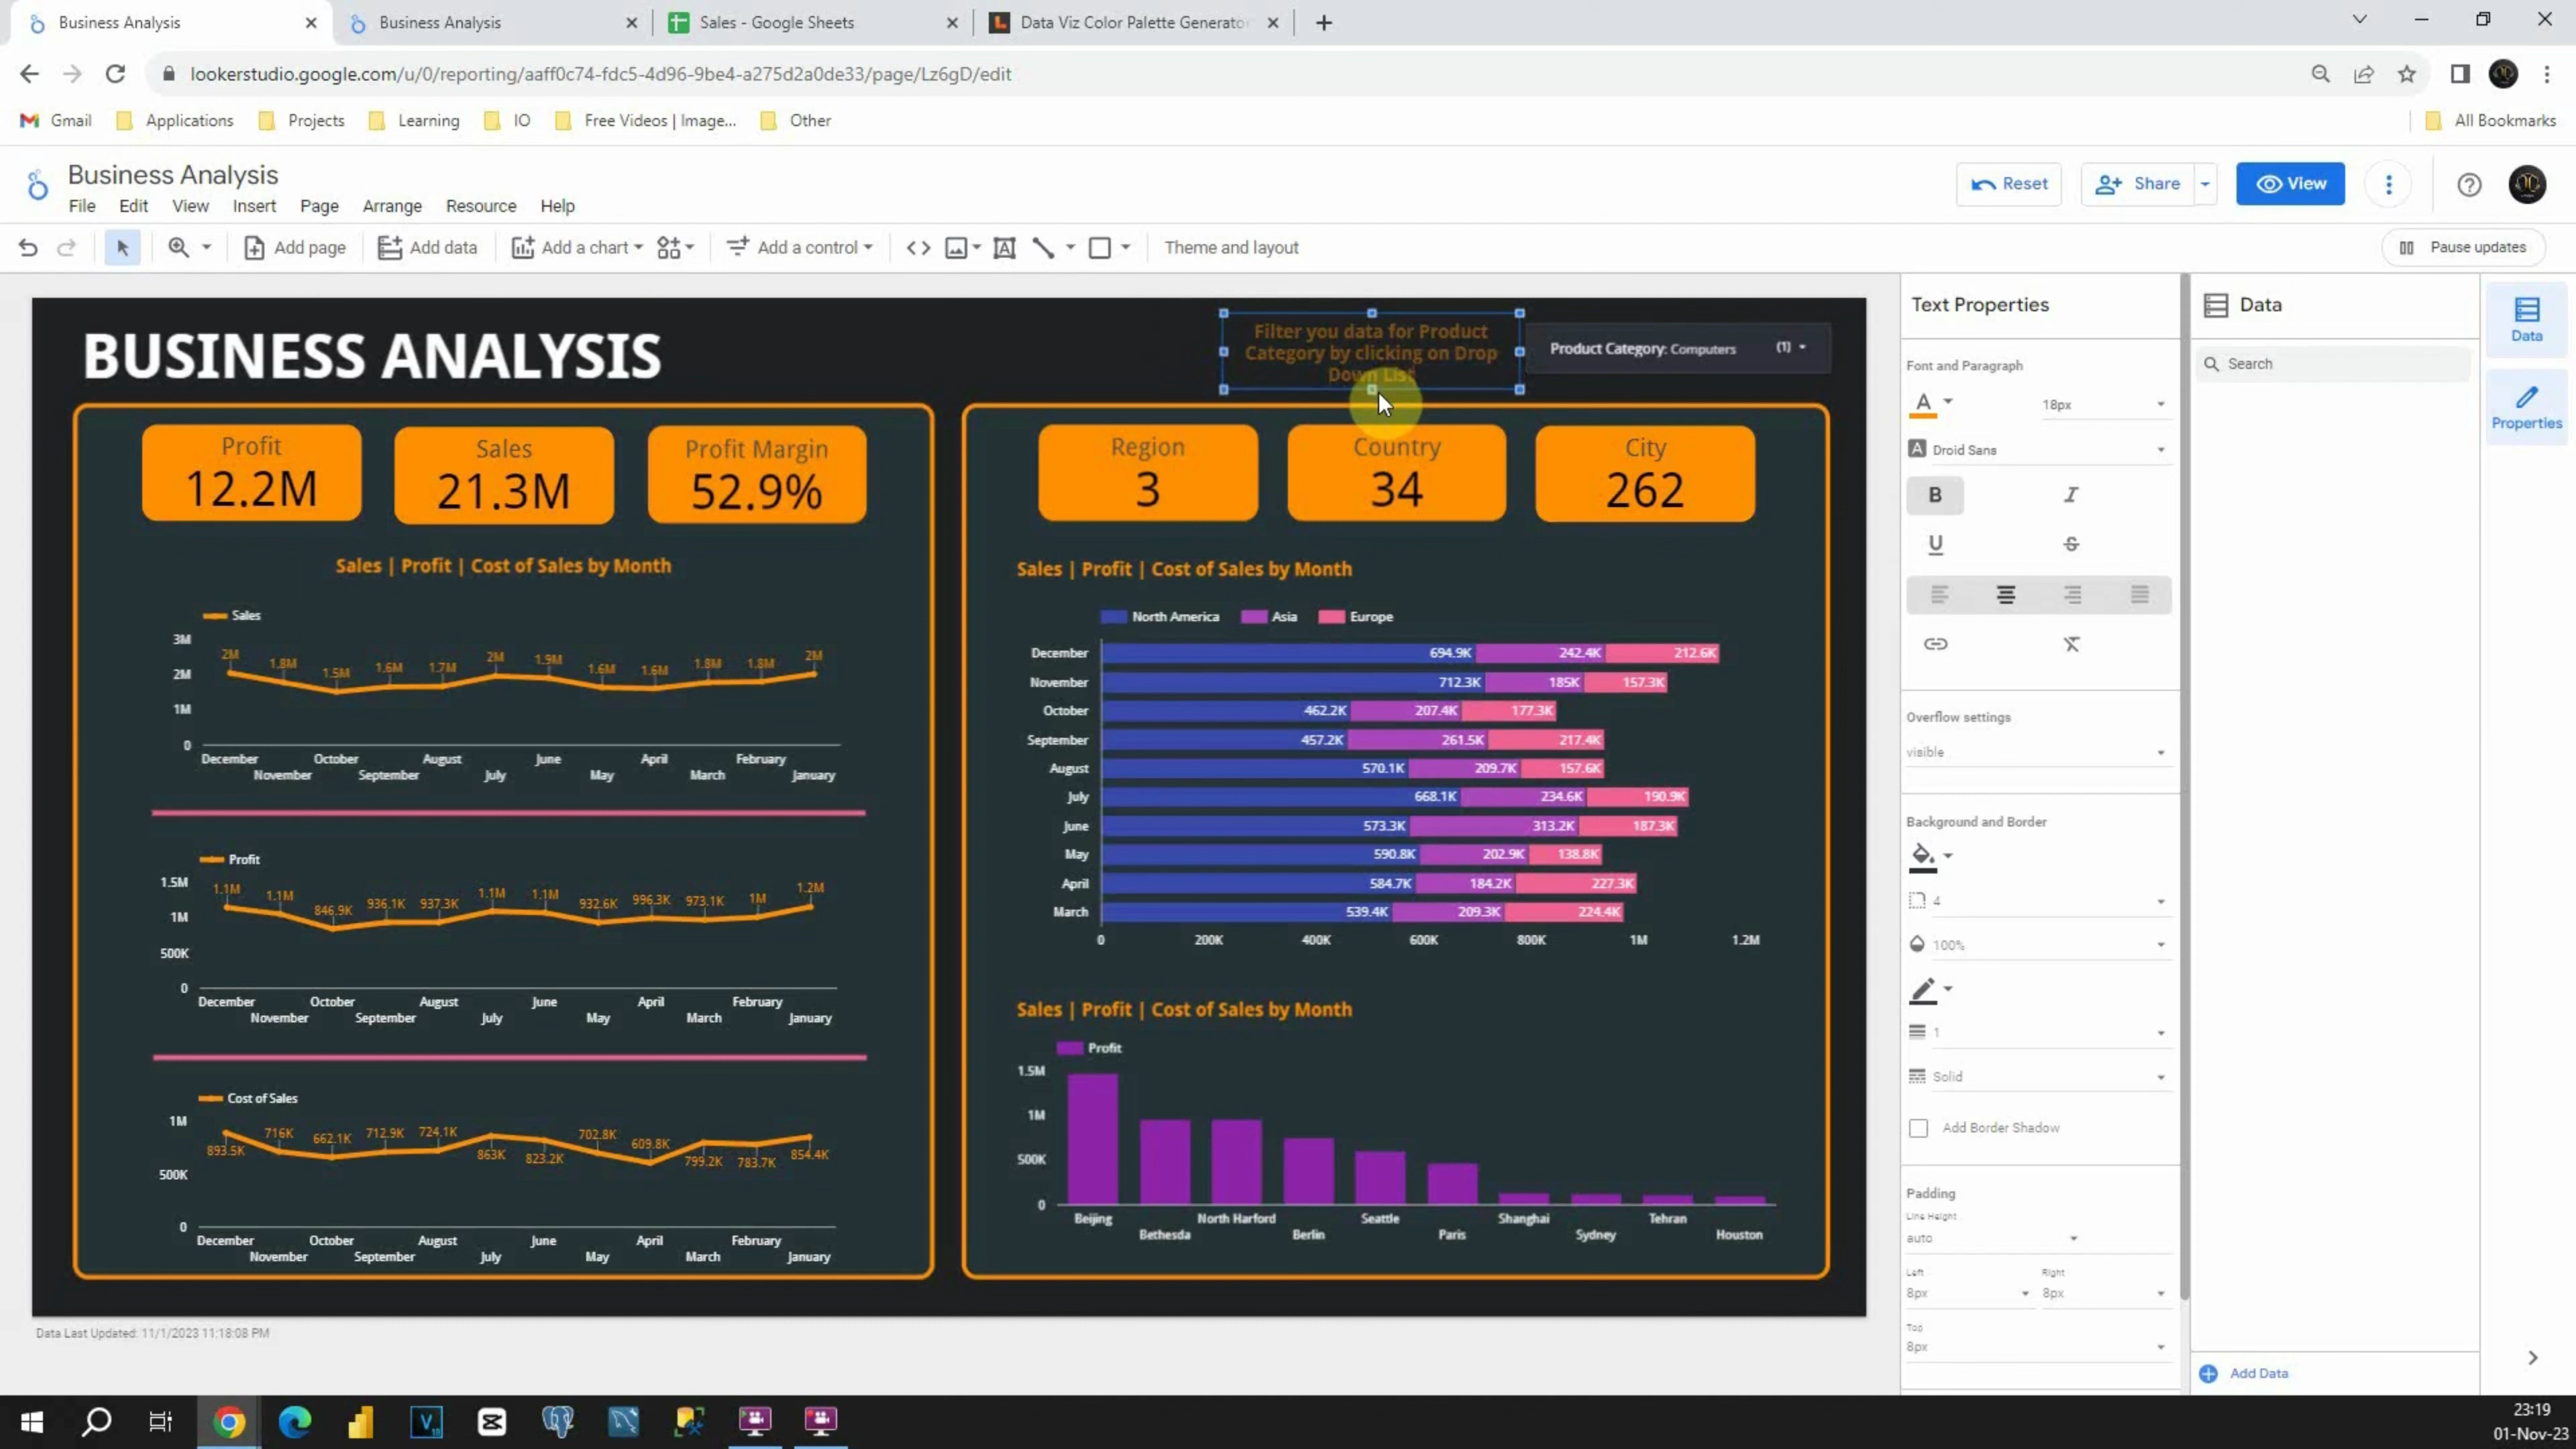 Business Analysis
Business Analysis
Sales - Google Sheets
Data Viz Color Palette Generato
lookerstudio.google.com/u/0/reporting/aaff0c74-fdc5-4d96-9be4-a275d2a0de33/page/Lz6gD/edit
Gmail
Applications
Projects
Learning
IO
Free Videos | Image...
Other
All Bookmarks
Business Analysis
Reset
Share
View
File Edit View Insert Page Arrange Resource Help
Add page
Add data
Add a chart
Add a control
Theme and layout
Pause updates
BUSINESS ANALYSIS
Filter you data for Product
Category by clicking on Drop
Down List
Product Category: Computers (1)
Profit
12.2M
Sales
21.3M
Profit Margin
52.9%
Region
3
Country
34
City
262
Sales | Profit | Cost of Sales by Month
Sales
3M
2M
1M
0
2M 1.8M 1.5M 1.6M 1.7M 2M 1.9M 1.6M 1.6M 1.8M 1.8M 2M
December October August June April February
November September July May March January
Profit
1.5M
1M
500K
0
1.1M 1.1M 846.9K 936.1K 937.3K 1.1M 1.1M 932.6K 996.3K 973.1K 1M 1.2M
December October August June April February
November September July May March January
Cost of Sales
1M
500K
0
893.5K 716K 662.1K 712.9K 724.1K 863K 823.2K 702.8K 609.8K 799.2K 783.7K 854.4K
December October August June April February
November September July May March January
Sales | Profit | Cost of Sales by Month
North America Asia Europe
December 694.9K 242.4K 212.6K
November 712.3K 185K 157.3K
October 462.2K 207.4K 177.3K
September 457.2K 261.5K 217.4K
August 570.1K 209.7K 157.6K
July 668.1K 234.6K 190.9K
June 573.3K 313.2K 187.3K
May 590.8K 202.9K 138.8K
April 584.7K 184.2K 227.3K
March 539.4K 209.3K 224.4K
0 200K 400K 600K 800K 1M 1.2M
Sales | Profit | Cost of Sales by Month
Profit
1.5M
1M
500K
0
Beijing North Harford Seattle Shanghai Tehran
Bethesda Berlin Paris Sydney Houston
Data Last Updated: 11/1/2023 11:18:08 PM
Text Properties
Font and Paragraph
A 18px
Droid Sans
B I
U S
Overflow settings
visible
Background and Border
4
100%
1
Solid
Add Border Shadow
Padding
Line Height
auto
Left Right
8px 8px
Top
8px
Data
Search
Add Data
Data
Properties
23:19
01-Nov-23